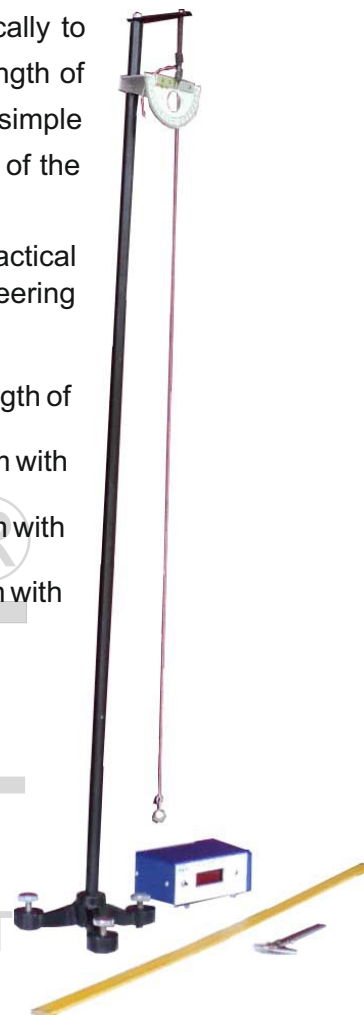 cally to
ngth of
simple
of the
actical
eering
gth of
n with
n with
n with
R
T